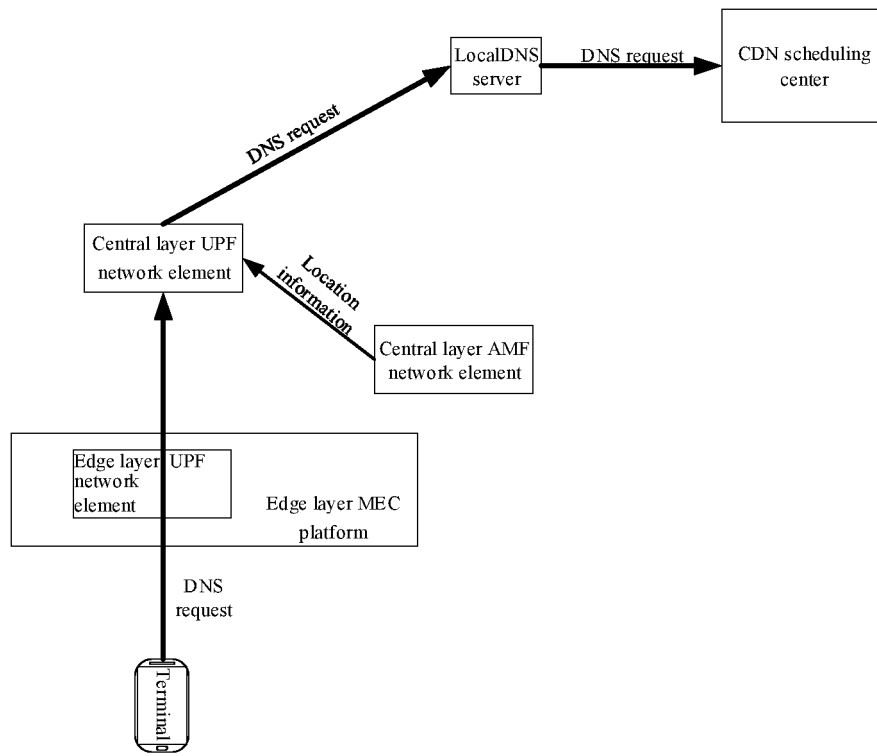 LocalDNS
server
DNS request
CDN scheduling
center
DNS request
Central layer UPF
network element
Location
information
Central layer AMF
network element
Edge layer UPF
network
element
Edge layer MEC
platform
DNS
request
Terminal